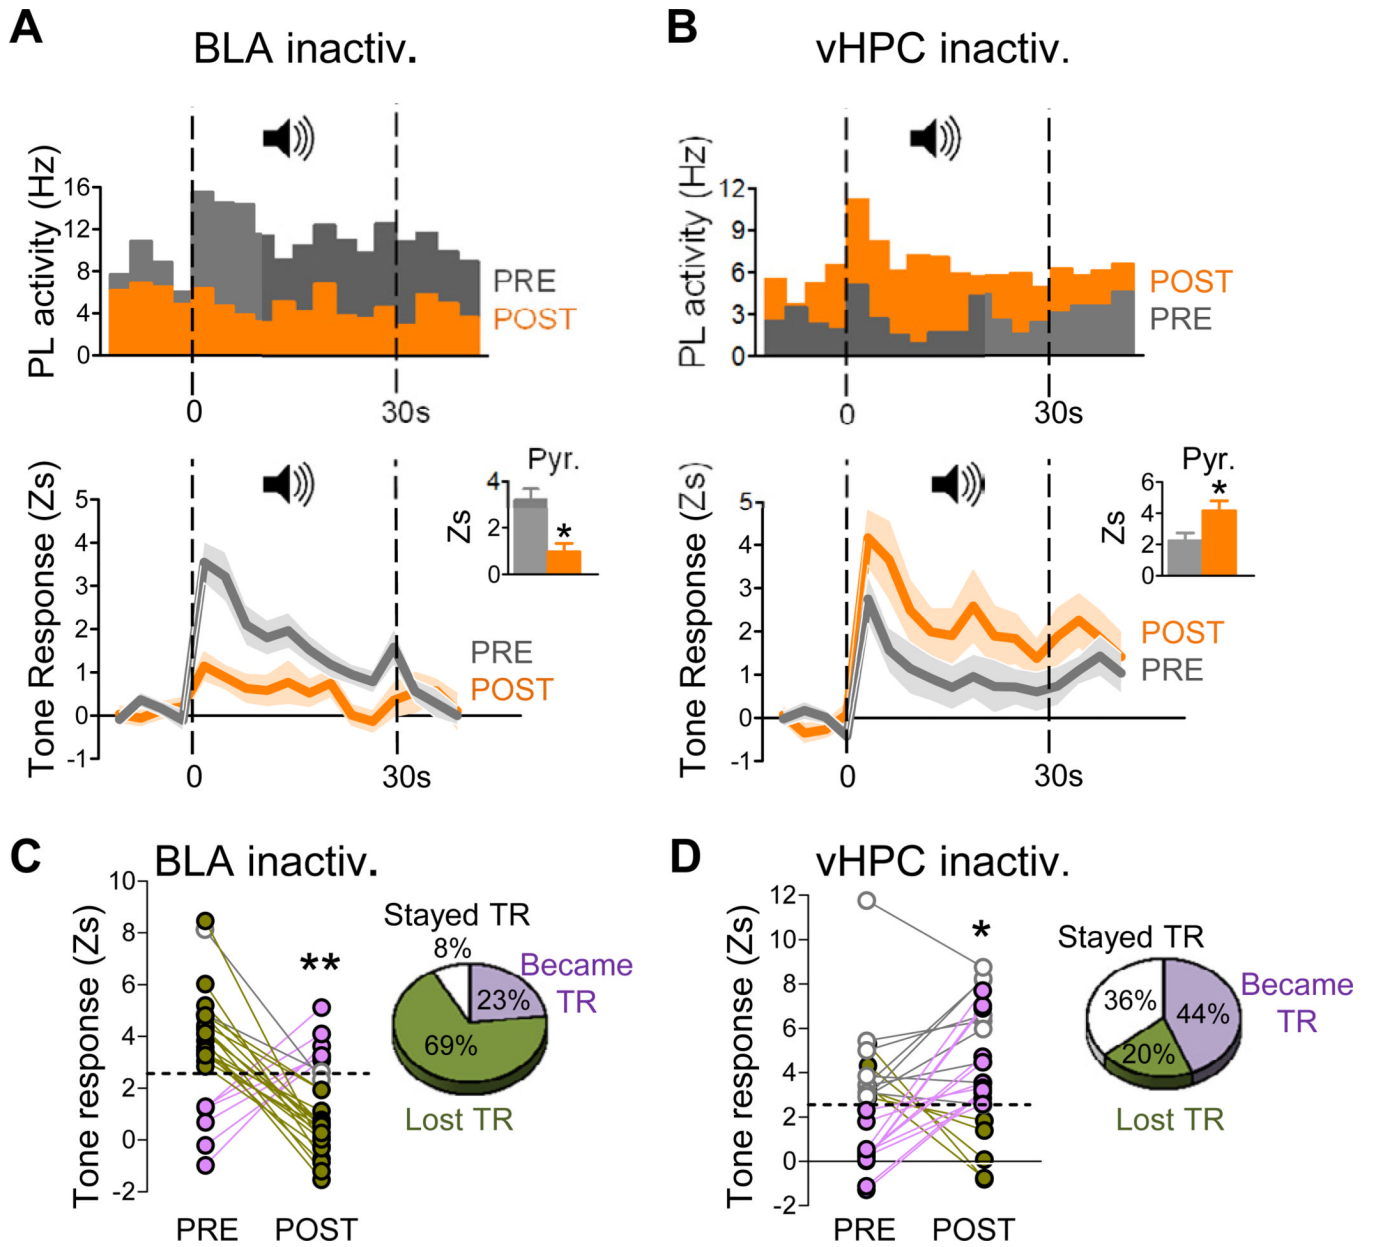 A
BLA inactiv.
PL activity (Hz)
16
12
8
4
0
PRE
POST
0
30s
Tone Response (Zs)
5
4
3
2
1
0
-1
Pyr.
Zs
4
2
0
*
PRE
POST
0
30s
B
vHPC inactiv.
PL activity (Hz)
12
9
6
3
0
POST
PRE
0
30s
Tone Response (Zs)
5
4
3
2
1
0
-1
Pyr.
Zs
6
4
2
0
*
POST
PRE
0
30s
C
BLA inactiv.
Tone response (Zs)
10
8
6
4
2
0
-2
**
PRE
POST
Stayed TR
8%
Became
TR
23%
69%
Lost TR
D
vHPC inactiv.
Tone response (Zs)
12
10
8
6
4
2
0
-2
*
PRE
POST
Stayed TR
36%
Became
TR
44%
20%
Lost TR